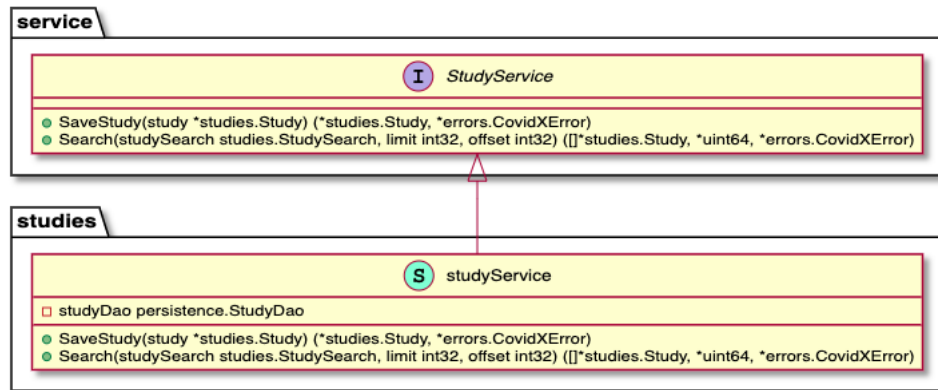 service
I StudyService
SaveStudy(study *studies.Study) (*studies.Study, *errors.CovidXError)
Search(studySearch studies.StudySearch, limit int32, offset int32) ([]*studies.Study, *uint64, *errors.CovidXError)
studies
S studyService
studyDao persistence.StudyDao
SaveStudy(study *studies.Study) (*studies.Study, *errors.CovidXError)
Search(studySearch studies.StudySearch, limit int32, offset int32) ([]*studies.Study, *uint64, *errors.CovidXError)